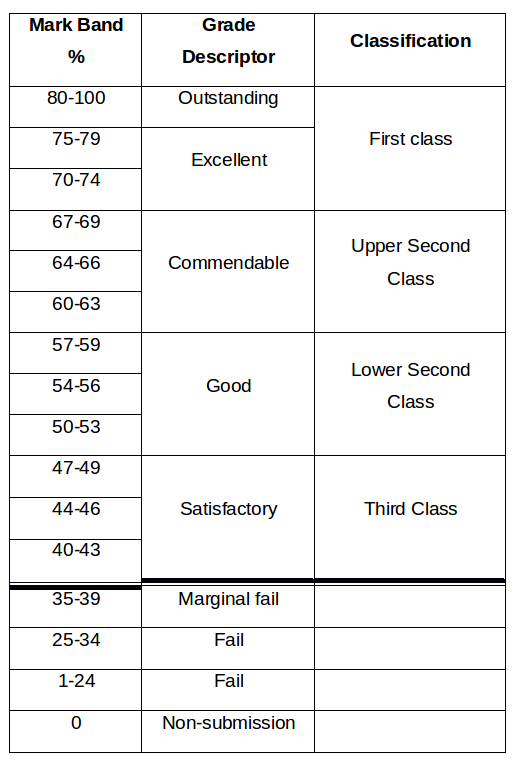 Mark Band
%
Grade
Descriptor
Classification
80-100
Outstanding
First class
75-79
Excellent
70-74
67-69
Commendable
Upper Second
Class
64-66
60-63
57-59
Good
Lower Second
Class
54-56
50-53
47-49
Satisfactory
Third Class
44-46
40-43
35-39
Marginal fail
25-34
Fail
1-24
Fail
0
Non-submission